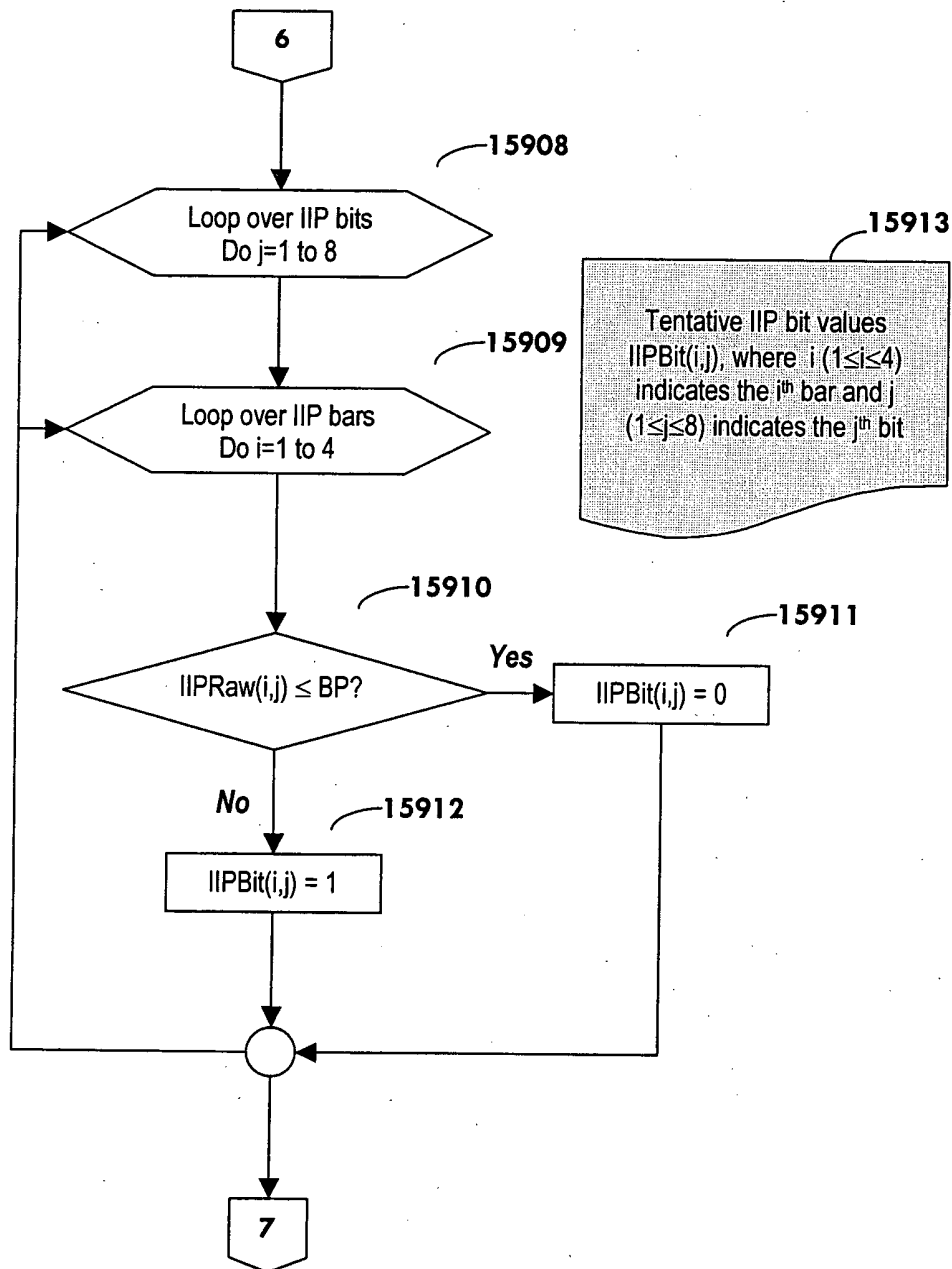 6
15908
Loop over IIP bits
Do j=1 to 8
15913
Tentative IIP bit values
IIPBit(i,j), where i (1≤i≤4)
indicates the ith bar and j
(1≤j≤8) indicates the jth bit
15909
Loop over IIP bars
Do i=1 to 4
15910
IIPRaw(i,j) ≤ BP?
Yes
15911
IIPBit(i,j) = 0
No
15912
IIPBit(i,j) = 1
7